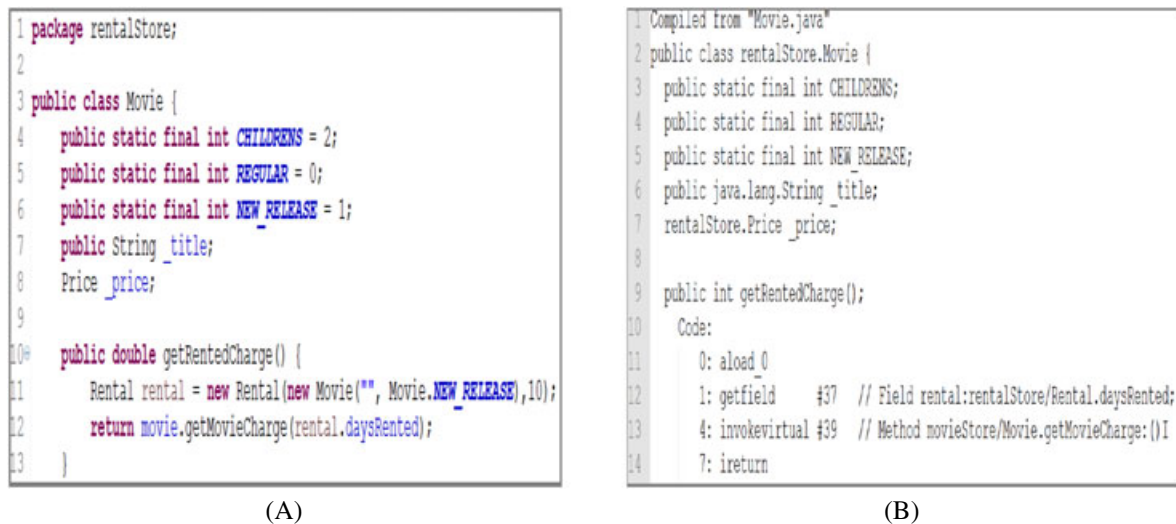 1 package rentalStore;
2
3 public class Movie {
4 public static final int CHILDRENS = 2;
5 public static final int REGULAR = 0;
6 public static final int NEW_RELEASE = 1;
7 public String _title;
8 Price _price;
9
10 public double getRentedCharge() {
11 Rental rental = new Rental(new Movie("", Movie.NEW_RELEASE),10);
12 return movie.getMovieCharge(rental.daysRented);
13 }
(A)
1 Compiled from "Movie.java"
2 public class rentalStore.Movie {
3 public static final int CHILDRENS;
4 public static final int REGULAR;
5 public static final int NEW_RELEASE;
6 public java.lang.String _title;
7 rentalStore.Price _price;
8
9 public int getRentedCharge();
10 Code:
11 0: aload_0
12 1: getfield #37 // Field rental:rentalStore/Rental.daysRented;
13 4: invokevirtual #39 // Method movieStore/Movie.getMovieCharge:()I
14 7: ireturn
(B)